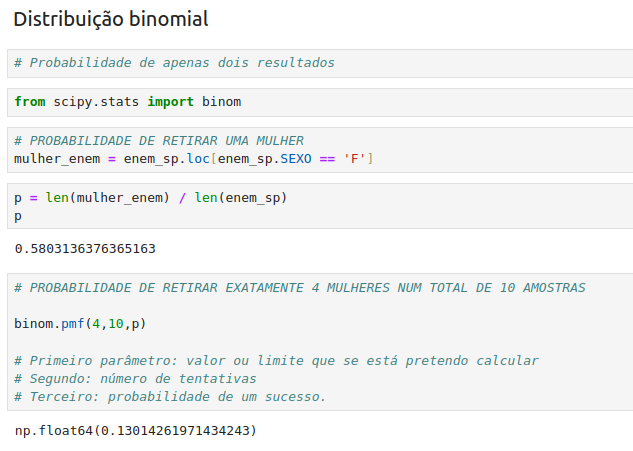 Distribuição binomial
# Probabilidade de apenas dois resultados
from scipy.stats import binom
# PROBABILIDADE DE RETIRAR UMA MULHER
mulher_enem = enem_sp.loc[enem_sp.SEXO == 'F']
p = len(mulher_enem) / len(enem_sp)
p
0.5803136376365163
# PROBABILIDADE DE RETIRAR EXATAMENTE 4 MULHERES NUM TOTAL DE 10 AMOSTRAS
binom.pmf(4,10,p)
# Primeiro parâmetro: valor ou limite que se está pretendo calcular
# Segundo: número de tentativas
# Terceiro: probabilidade de um sucesso.
np.float64(0.13014261971434243)